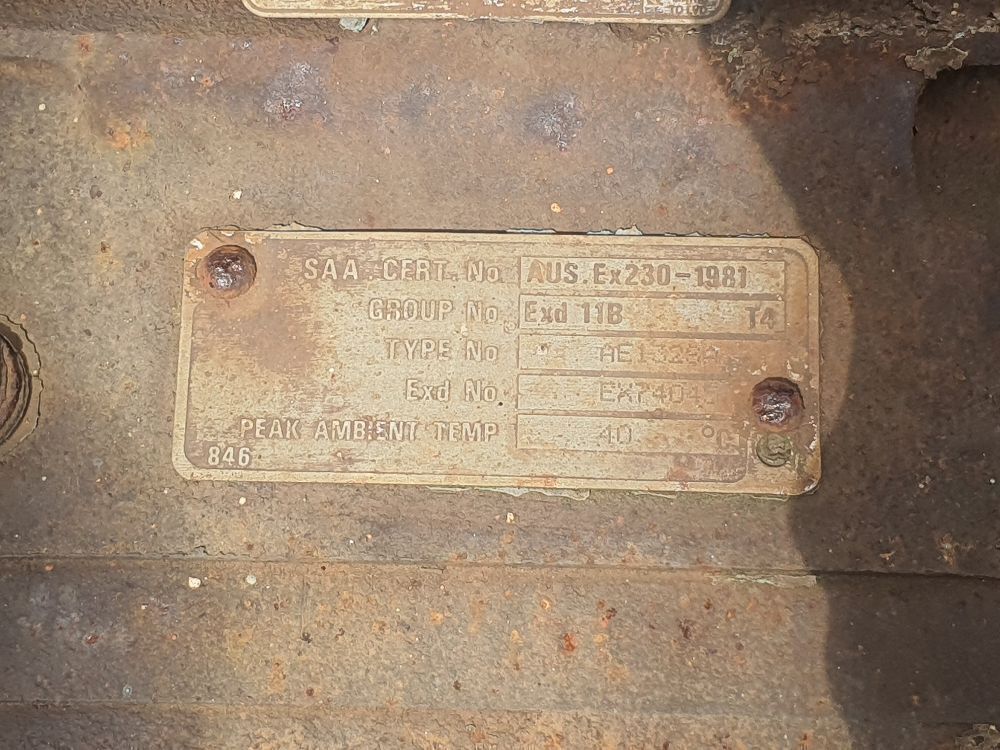 SAA CERT. No. AUS.Ex230-1981
GROUP No. Exd 11B T4
TYPE No
Exd No.
PEAK AMBIENT TEMP 40 °C
846